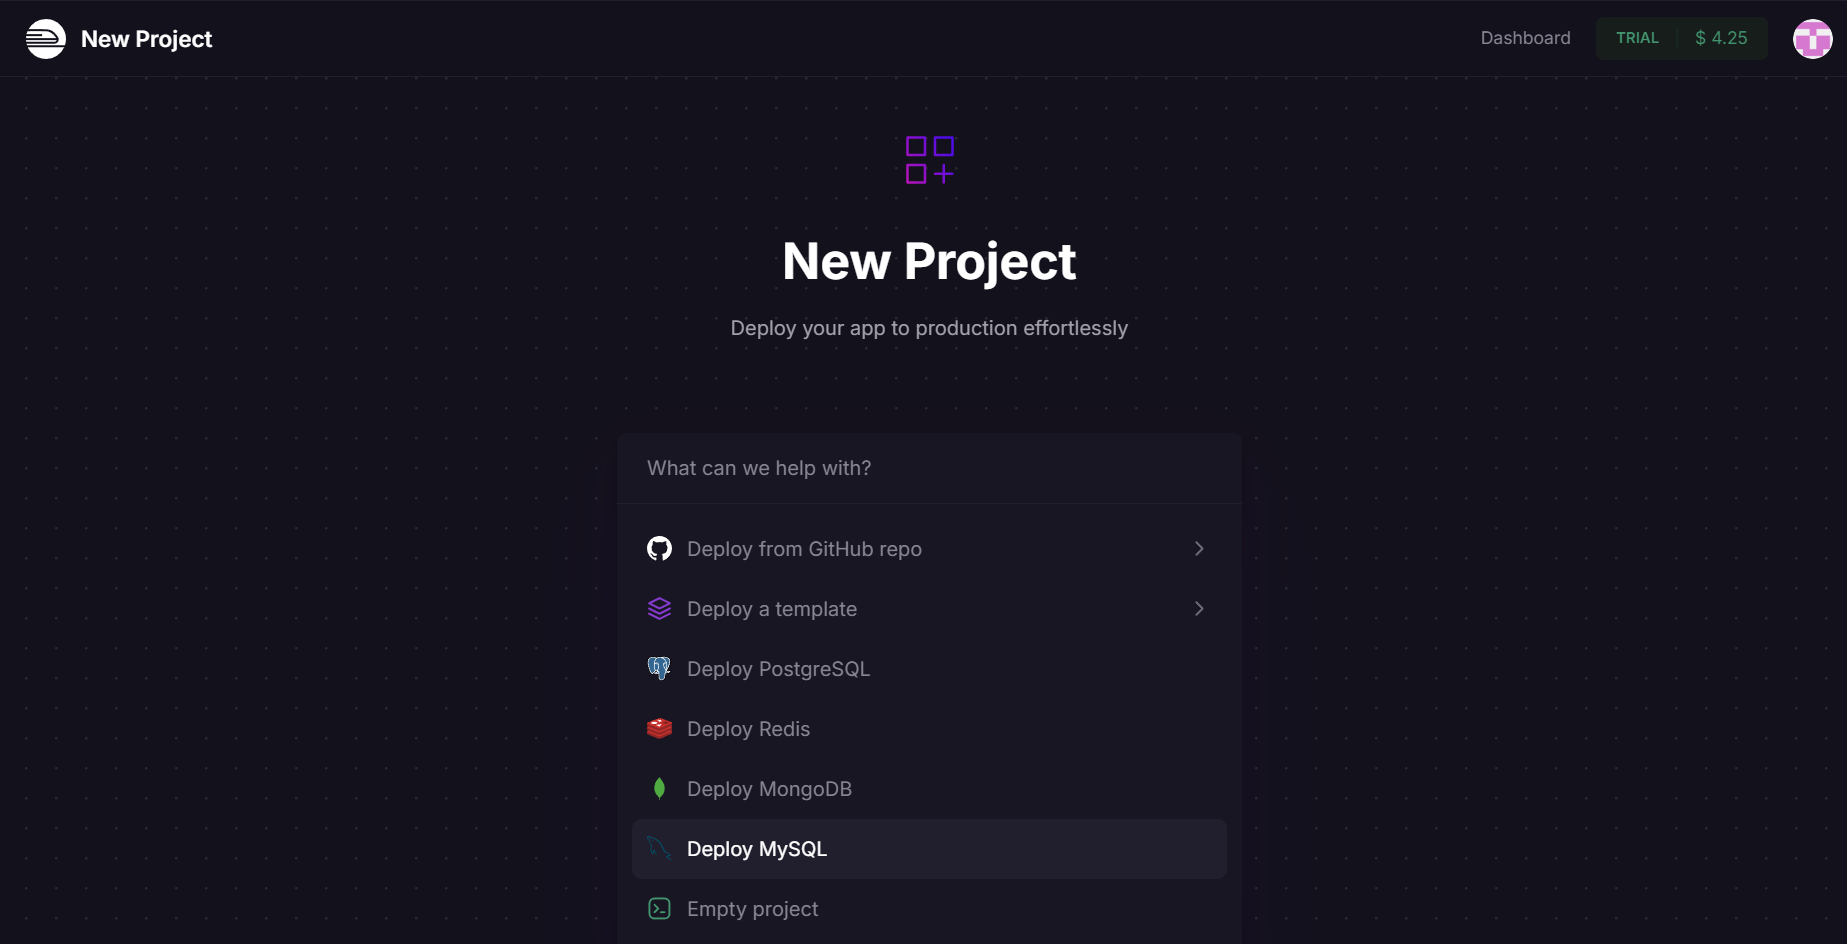 New Project
Dashboard
TRIAL
$ 4.25
New Project
Deploy your app to production effortlessly
What can we help with?
Deploy from GitHub repo
Deploy a template
Deploy PostgreSQL
Deploy Redis
Deploy MongoDB
Deploy MySQL
Empty project